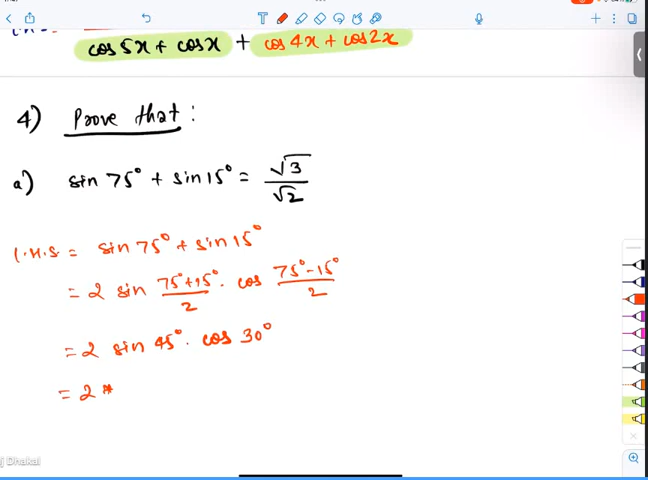 cos 5x + cos x + cos 4x + cos 2x
4) Prove that :
a) sin 75° + sin 15° = √3/√2
L.H.S. = sin 75° + sin 15°
= 2 sin (75°+15°)/2 . cos (75°-15°)/2
= 2 sin 45° . cos 30°
= 2 *
j Dhakal